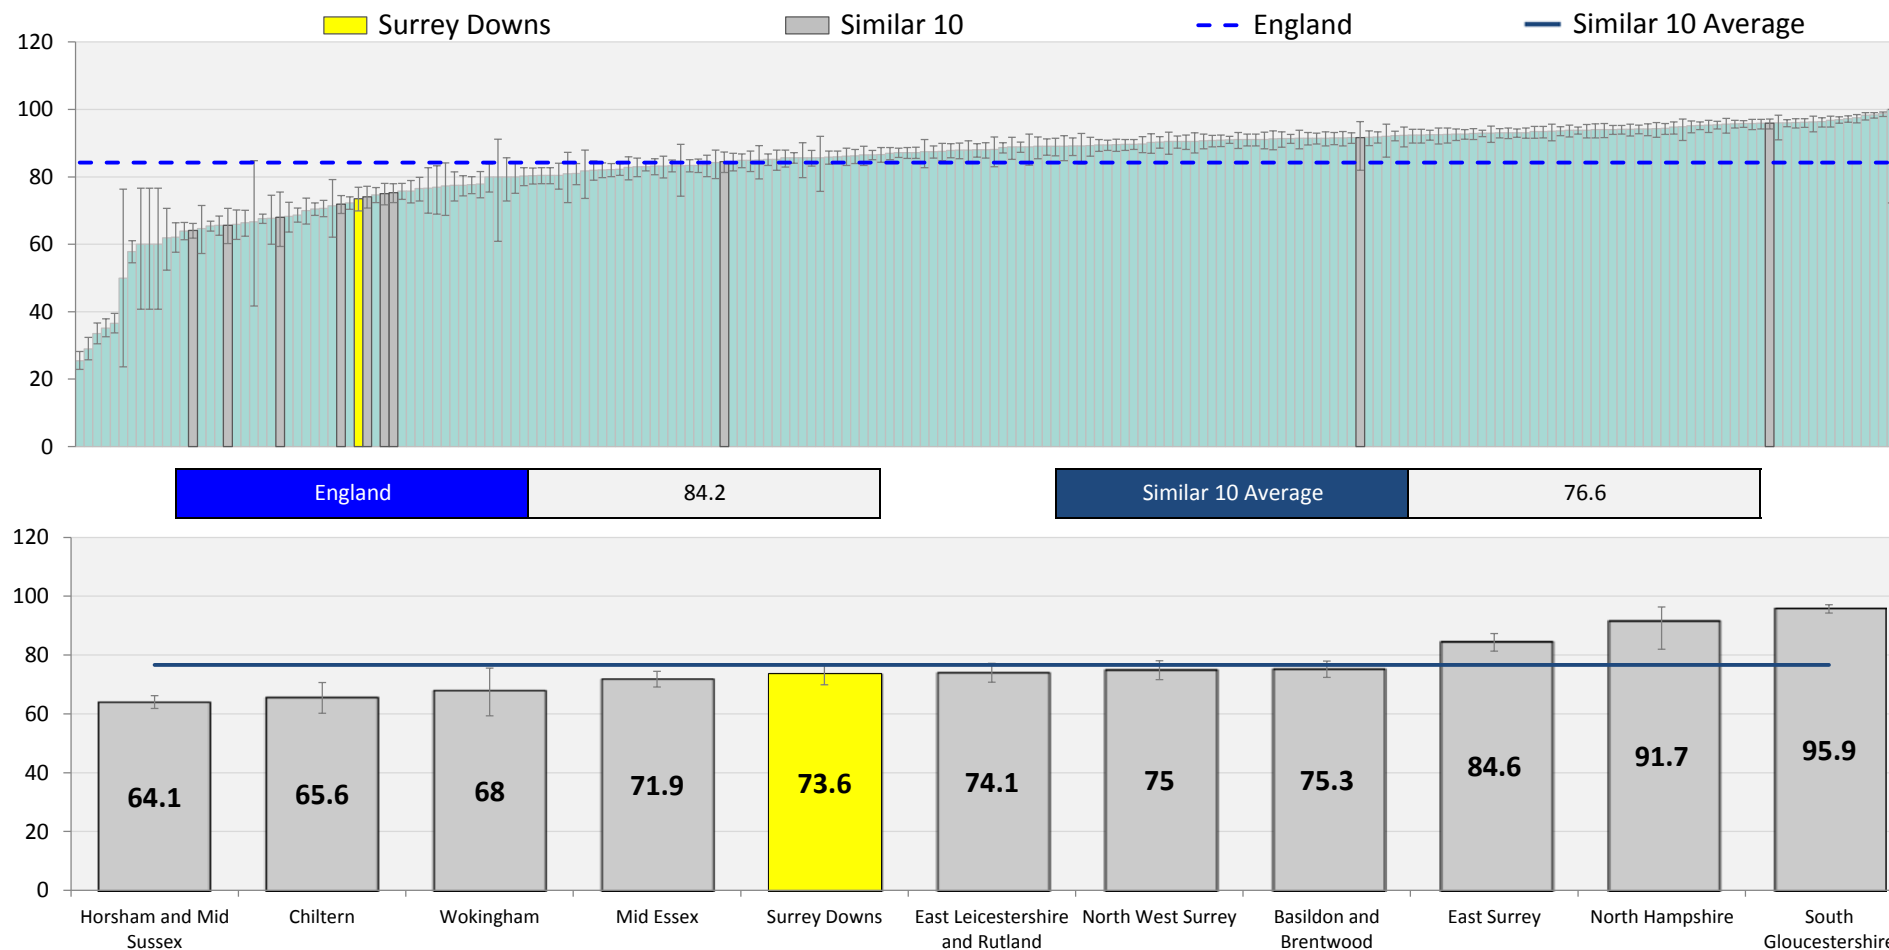 Surrey Downs Similar 10 England Similar 10 Average
120
100
80
60
40
20
0
England 84.2 Similar 10 Average 76.6
120
100
80
60
40
20
0
64.1 65.6 68 71.9 73.6 74.1 75 75.3 84.6 91.7 95.9
Horsham and Mid Sussex
Chiltern
Wokingham
Mid Essex
Surrey Downs
East Leicestershire and Rutland
North West Surrey
Basildon and Brentwood
East Surrey
North Hampshire
South Gloucestershire